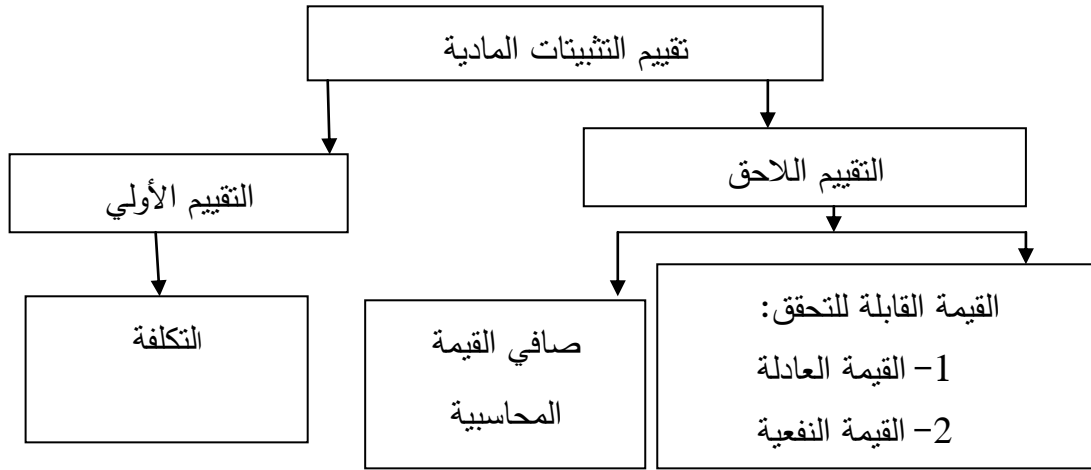 تقييم التثبيتات المادية
التقييم اللاحق
التقييم الأولي
القيمة القابلة للتحقق:
1- القيمة العادلة
2- القيمة النفعية
صافي القيمة
المحاسبية
التكلفة